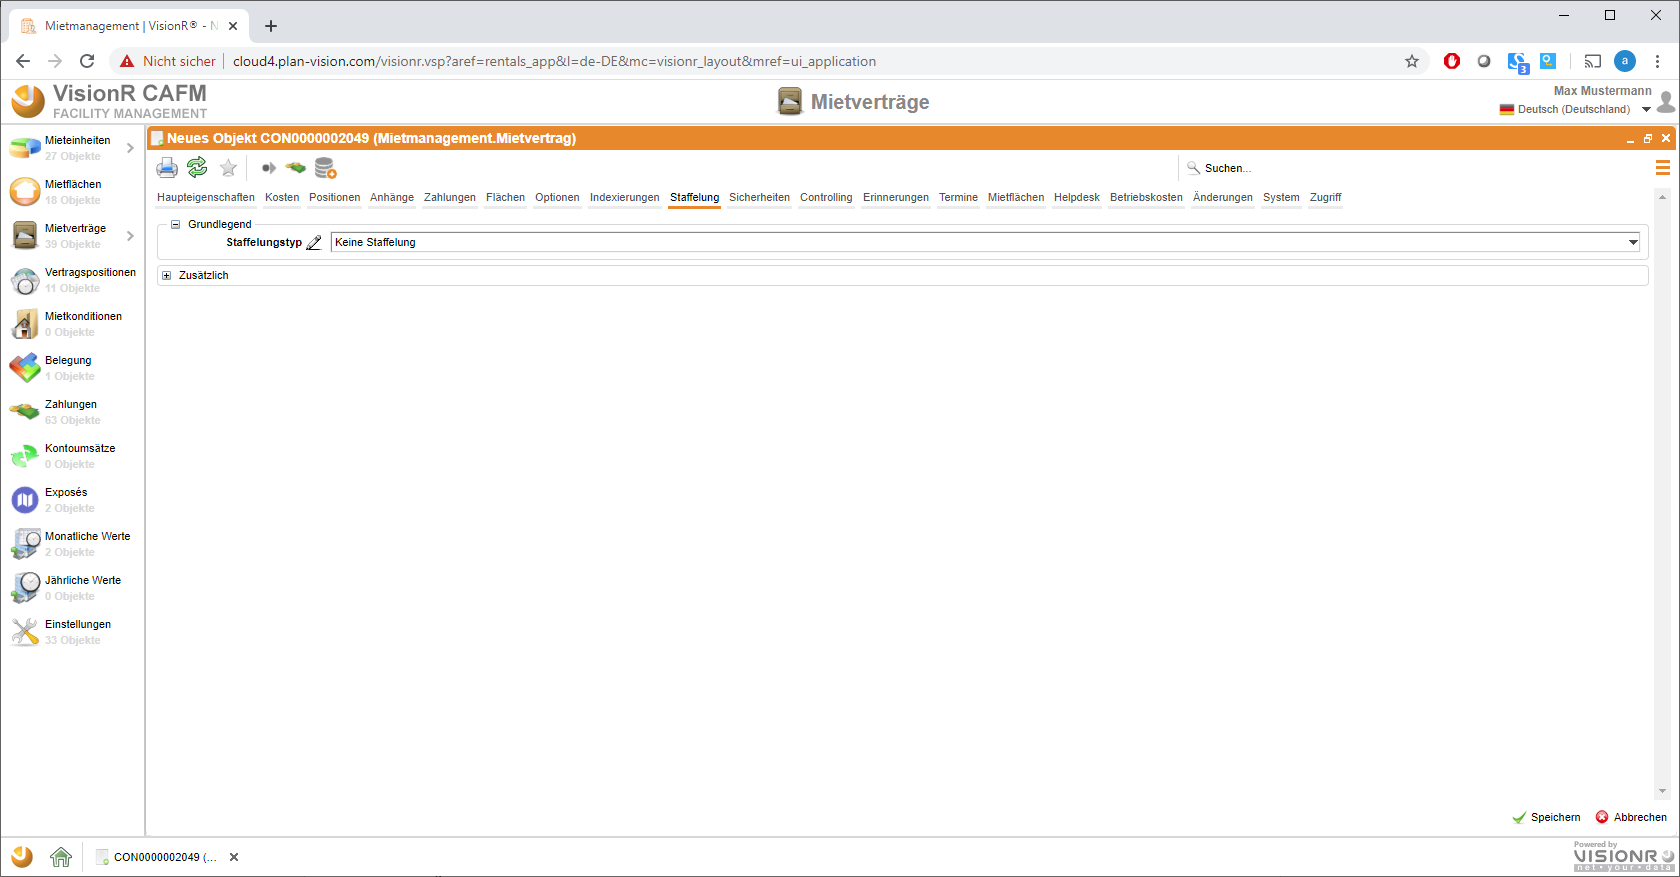 Mietmanagement | VisionR® - N
Nicht sicher | cloud4.plan-vision.com/visionr.vsp?aref=rentals_app&l=de-DE&mc=visionr_layout&mref=ui_application
3
a
VisionR CAFM
FACILITY MANAGEMENT
Mietverträge
Max Mustermann
Deutsch (Deutschland)
Mieteinheiten
27 Objekte
Mietflächen
18 Objekte
Mietverträge
39 Objekte
Vertragspositionen
11 Objekte
Mietkonditionen
0 Objekte
Belegung
1 Objekte
Zahlungen
63 Objekte
Kontoumsätze
0 Objekte
Exposés
2 Objekte
Monatliche Werte
2 Objekte
Jährliche Werte
0 Objekte
Einstellungen
33 Objekte
Neues Objekt CON0000002049 (Mietmanagement.Mietvertrag)
Suchen...
Haupteigenschaften Kosten Positionen Anhänge Zahlungen Flächen Optionen Indexierungen Staffelung Sicherheiten Controlling Erinnerungen Termine Mietflächen Helpdesk Betriebskosten Änderungen System Zugriff
Grundlegend
Staffelungstyp Keine Staffelung
Zusätzlich
Speichern Abbrechen
CON0000002049 (...
Powered by
VISIONR
net • your • data